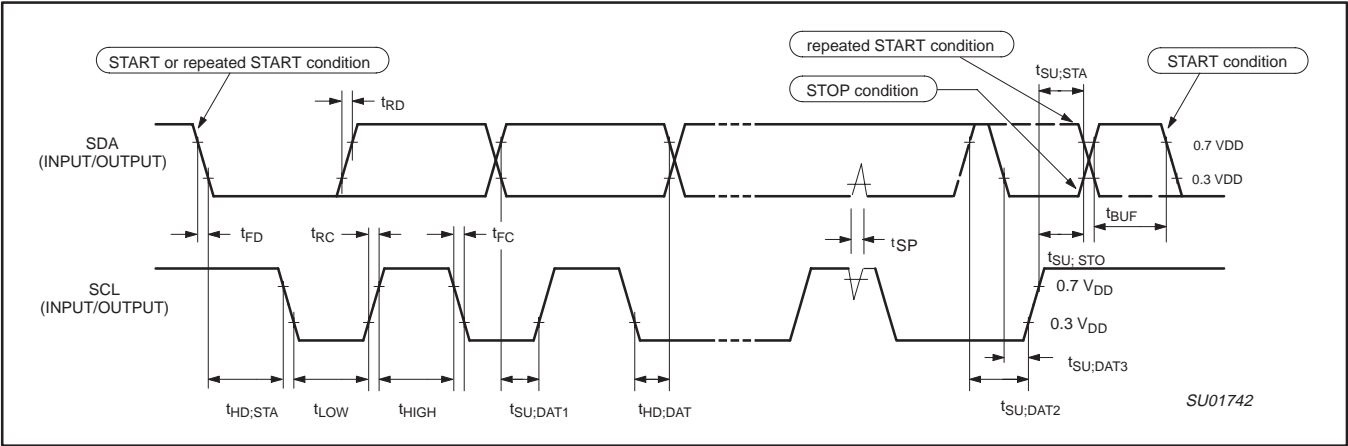 repeated START condition
START or repeated START condition
tSU;STA
START condition
STOP condition
tRD
SDA
(INPUT/OUTPUT)
0.7 VDD
0.3 VDD
tFD
tRC
tFC
tSP
tBUF
tSU; STO
SCL
(INPUT/OUTPUT)
0.7 VDD
0.3 VDD
tSU;DAT3
tHD;STA
tLOW
tHIGH
tSU;DAT1
tHD;DAT
tSU;DAT2
SU01742